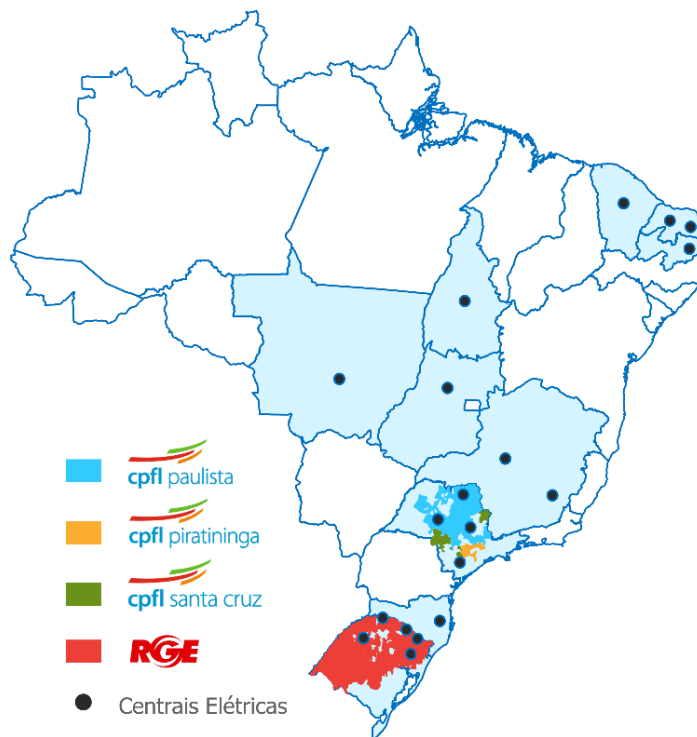 cpfl paulista
cpfl piratininga
cpfl santa cruz
RGE
Centrais Elétricas